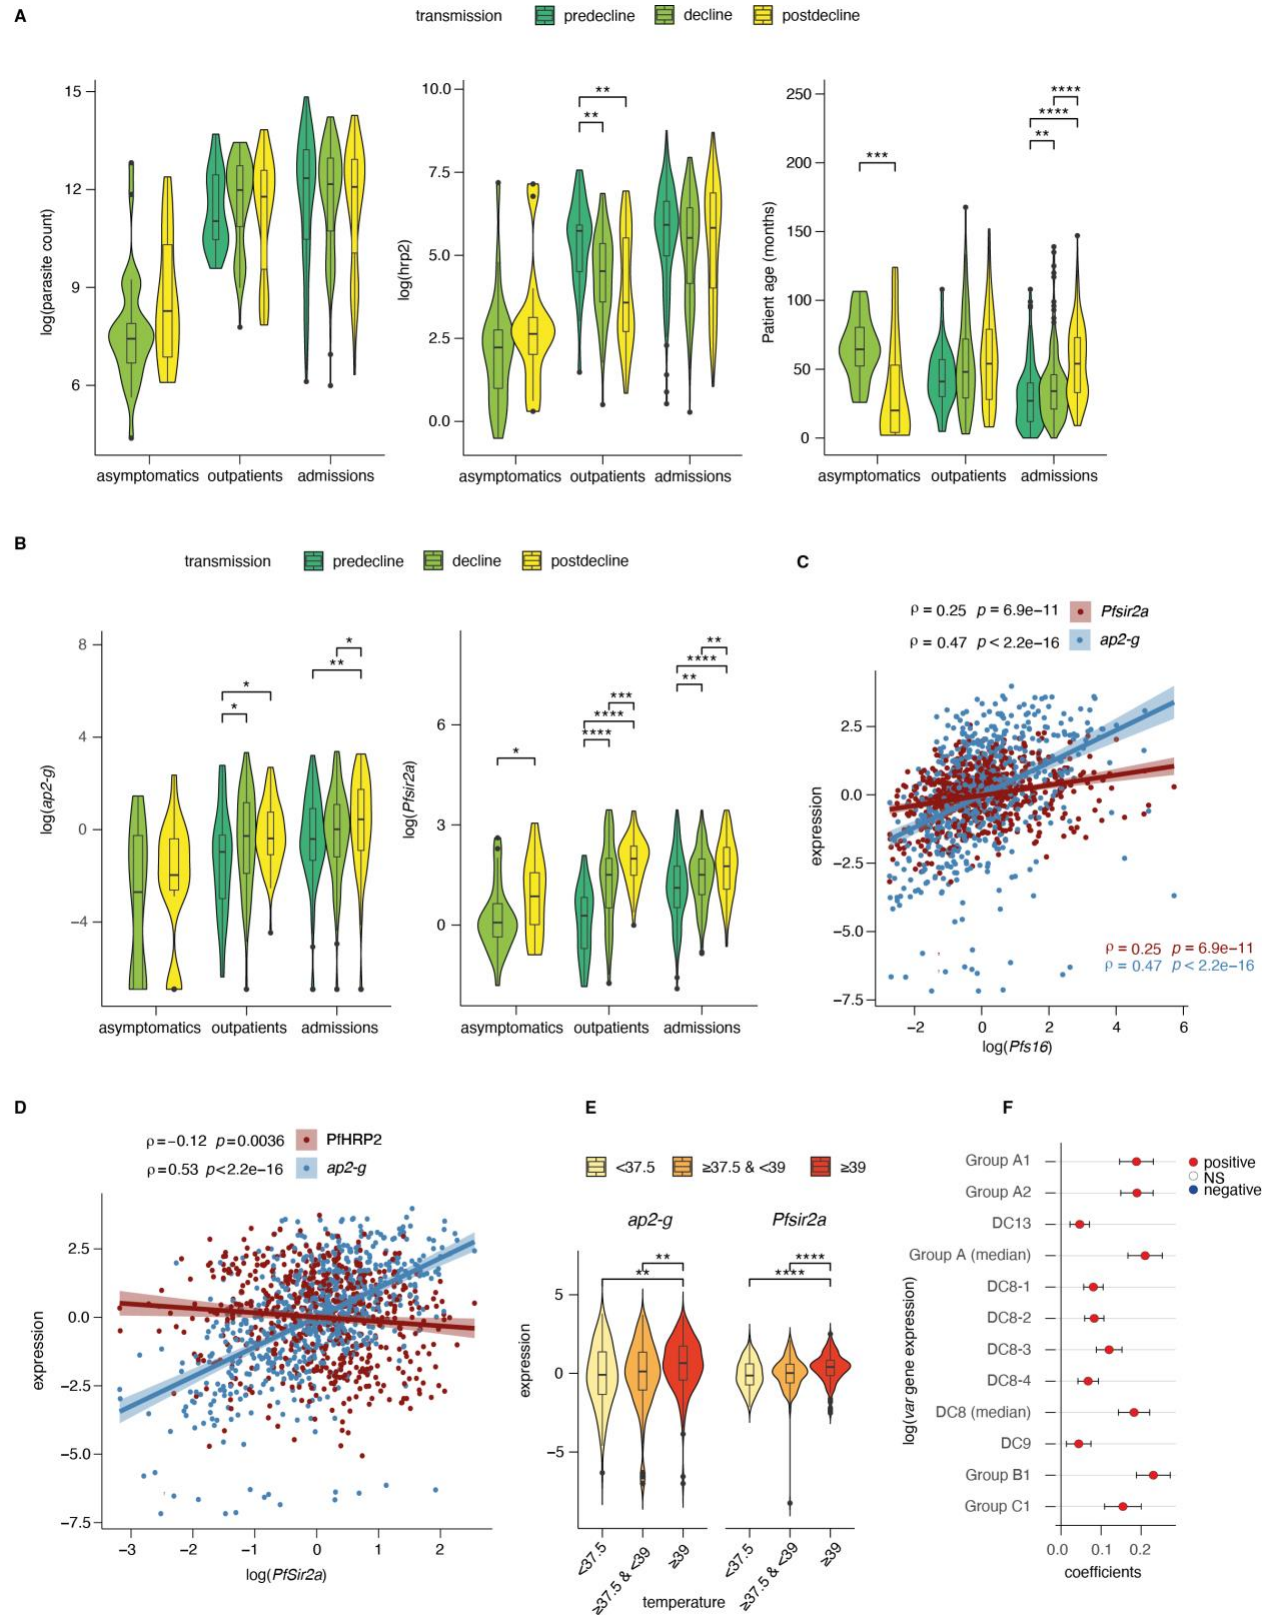 A
transmission predecline decline postdecline
log(parasite count)
15
12
9
6
asymptomatics outpatients admissions
log(hrp2)
10.0
7.5
5.0
2.5
0.0
** **
asymptomatics outpatients admissions
Patient age (months)
250
200
150
100
50
0
*** **** **** **
asymptomatics outpatients admissions
B
transmission predecline decline postdecline
log(ap2-g)
8
4
0
−4
* * * **
asymptomatics outpatients admissions
log(Pfsir2a)
6
3
0
* *** **** **** ** **** **
asymptomatics outpatients admissions
C
ρ = 0.25 p = 6.9e−11 Pfsir2a
ρ = 0.47 p < 2.2e−16 ap2-g
expression
2.5
0.0
−2.5
−5.0
−7.5
ρ = 0.25 p = 6.9e−11
ρ = 0.47 p < 2.2e−16
−2 0 2 4 6
log(Pfs16)
D
ρ=−0.12 p=0.0036 PfHRP2
ρ=0.53 p<2.2e−16 ap2-g
expression
2.5
0.0
−2.5
−5.0
−7.5
−3 −2 −1 0 1 2
log(PfSir2a)
E
<37.5 ≥37.5 & <39 ≥39
ap2-g Pfsir2a
** ****
** ****
expression
5
0
−5
<37.5 ≥37.5 & <39 ≥39 <37.5 ≥37.5 & <39 ≥39
temperature
F
log(var gene expression)
Group A1
Group A2
DC13
Group A (median)
DC8-1
DC8-2
DC8-3
DC8-4
DC8 (median)
DC9
Group B1
Group C1
0.0 0.1 0.2
coefficients
positive
NS
negative